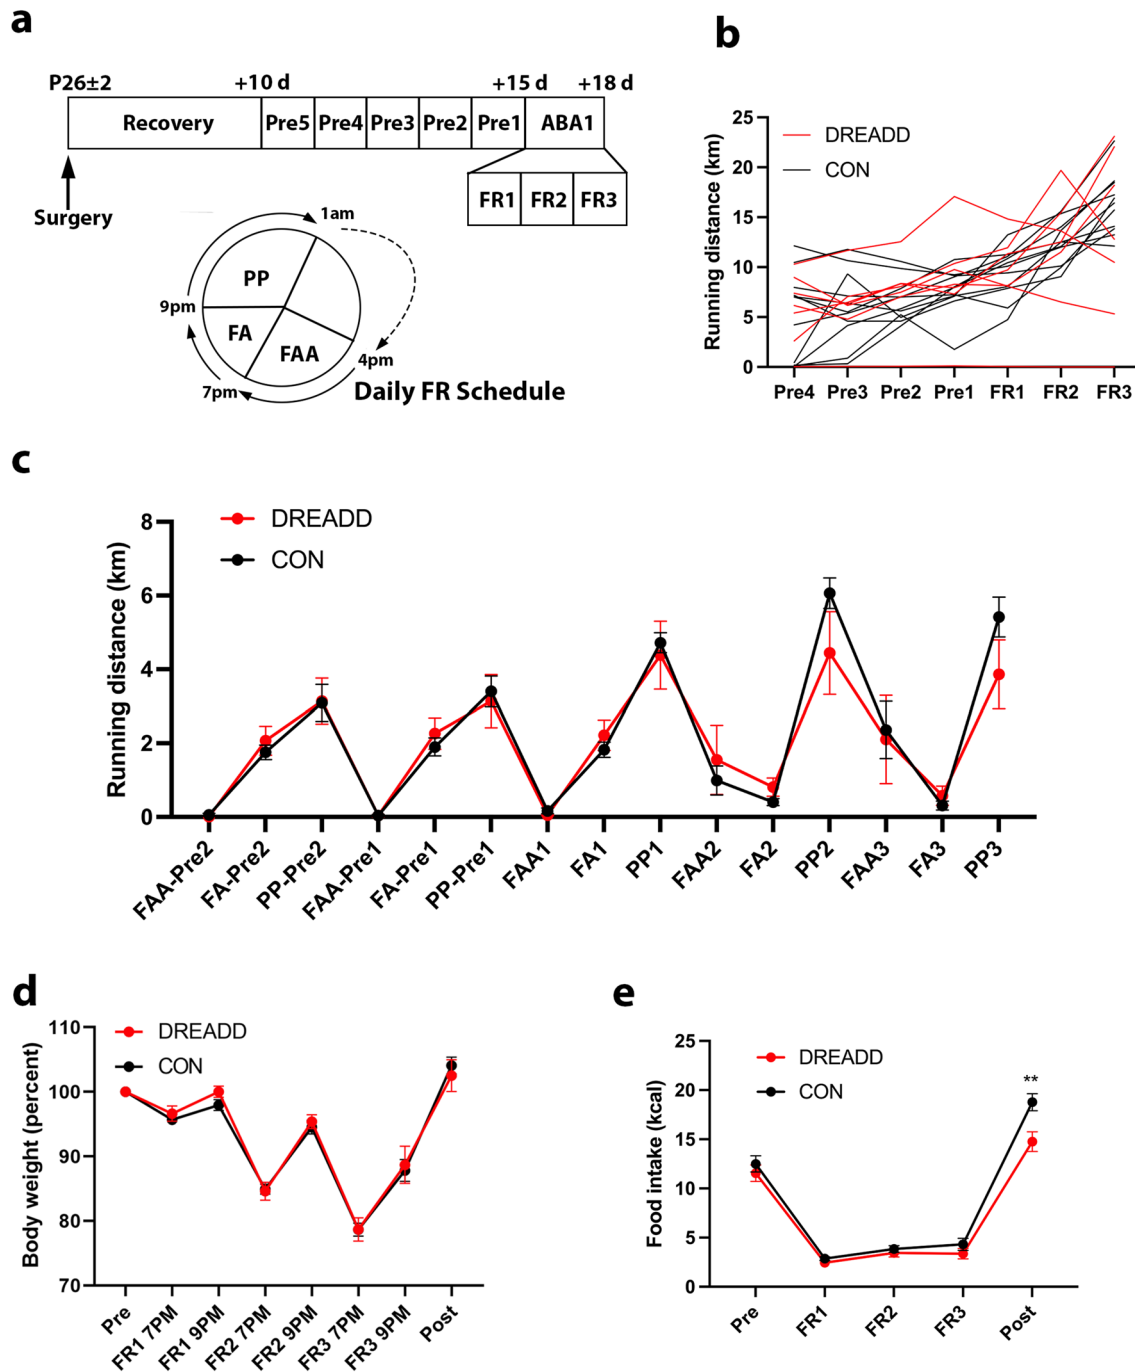 a
P26±2
+10 d
+15 d
+18 d
Recovery
Pre5
Pre4
Pre3
Pre2
Pre1
ABA1
FR1
FR2
FR3
Surgery
1am
PP
9pm
FA
FAA
4pm
7pm
Daily FR Schedule
b
Running distance (km)
25
20
15
10
5
0
DREADD
CON
Pre4
Pre3
Pre2
Pre1
FR1
FR2
FR3
c
Running distance (km)
8
6
4
2
0
DREADD
CON
FAA-Pre2
FA-Pre2
PP-Pre2
FAA-Pre1
FA-Pre1
PP-Pre1
FAA1
FA1
PP1
FAA2
FA2
PP2
FAA3
FA3
PP3
d
Body weight (percent)
110
100
90
80
70
DREADD
CON
Pre
FR1 7PM
FR1 9PM
FR2 7PM
FR2 9PM
FR3 7PM
FR3 9PM
Post
e
Food intake (kcal)
25
20
15
10
5
0
DREADD
CON
**
Pre
FR1
FR2
FR3
Post